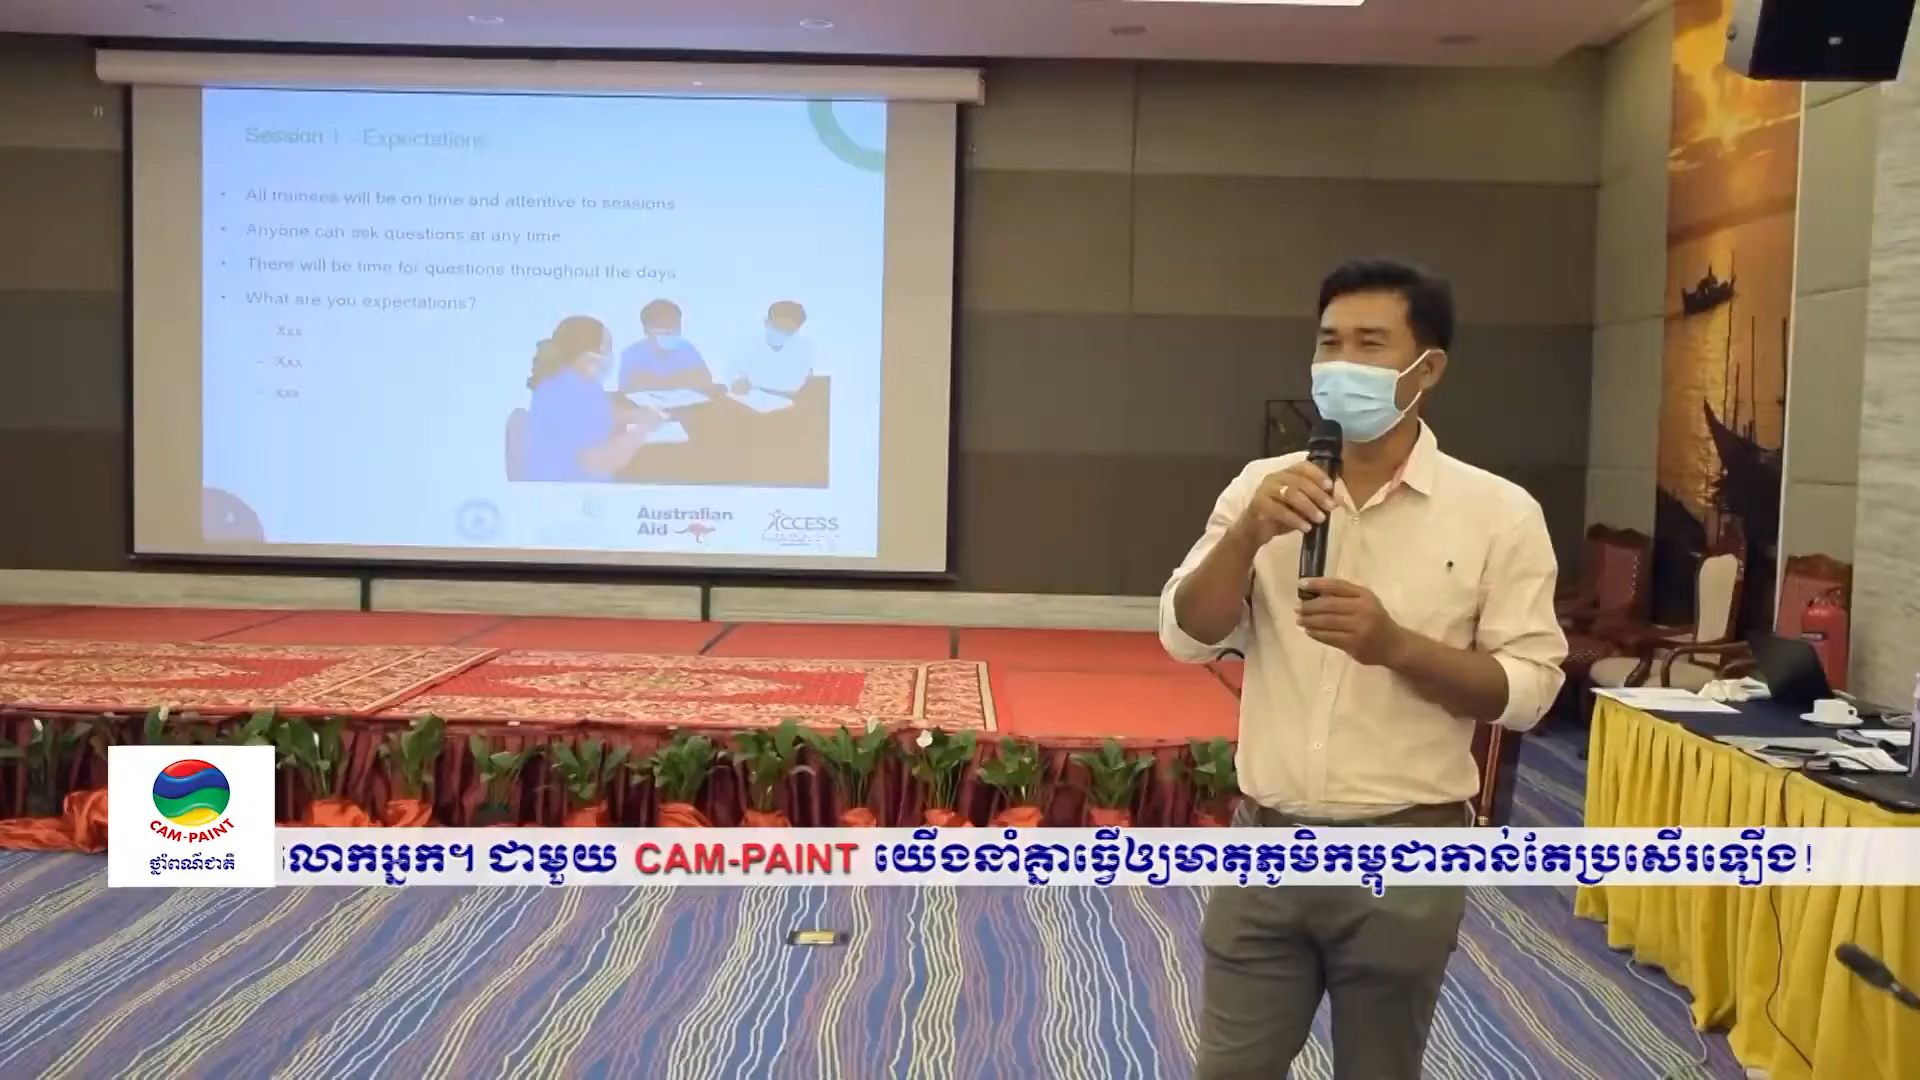 Session 1 - Expectations
• All trainees will be on time and attentive to sessions
• Anyone can ask questions at any time
• There will be time for questions throughout the days
• What are you expectations?
– Xxx
– Xxx
– xxx
Australian
Aid
ACCESS
CAM-PAINT
ថ្នាំពណ៌ជាតិ
លោកអ្នក។ ជាមួយ CAM-PAINT យើងនាំគ្នាធ្វើឲ្យមាតុភូមិកម្ពុជាកាន់តែប្រសើរឡើង!